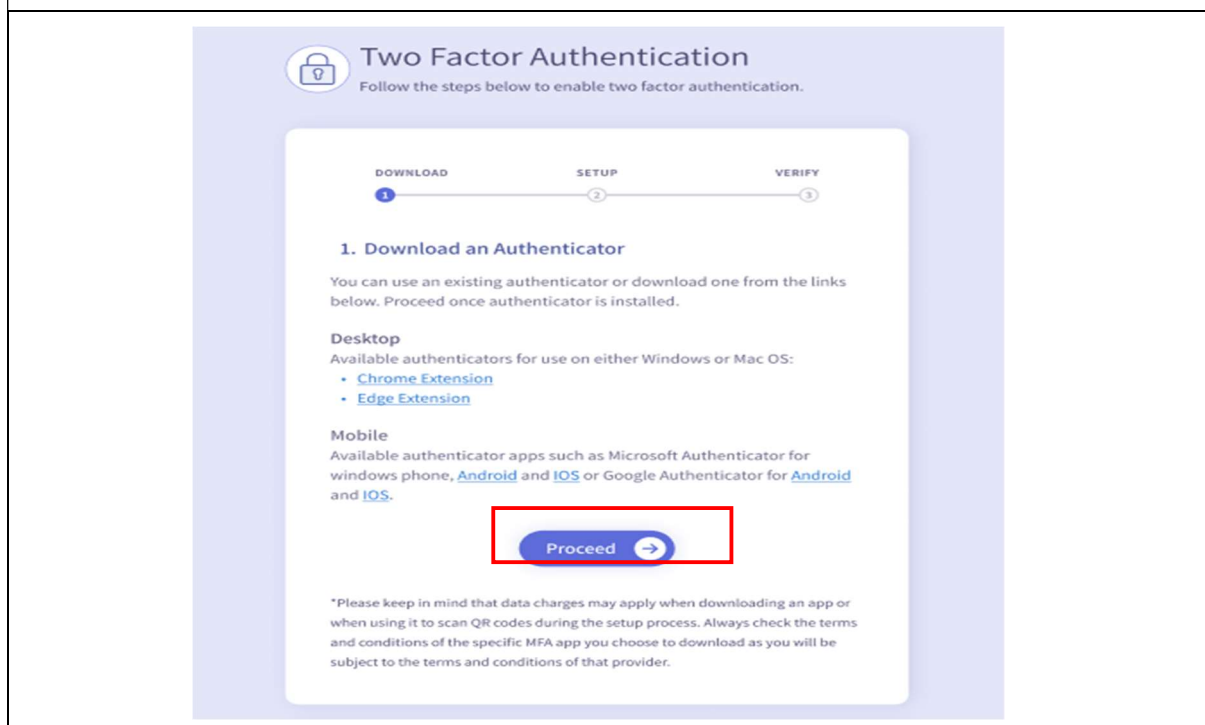 Two Factor Authentication
Follow the steps below to enable two factor authentication.
DOWNLOAD SETUP VERIFY
1 2 3
1. Download an Authenticator
You can use an existing authenticator or download one from the links
below. Proceed once authenticator is installed.
Desktop
Available authenticators for use on either Windows or Mac OS:
• Chrome Extension
• Edge Extension
Mobile
Available authenticator apps such as Microsoft Authenticator for
windows phone, Android and IOS or Google Authenticator for Android
and IOS.
Proceed →
*Please keep in mind that data charges may apply when downloading an app or
when using it to scan QR codes during the setup process. Always check the terms
and conditions of the specific MFA app you choose to download as you will be
subject to the terms and conditions of that provider.